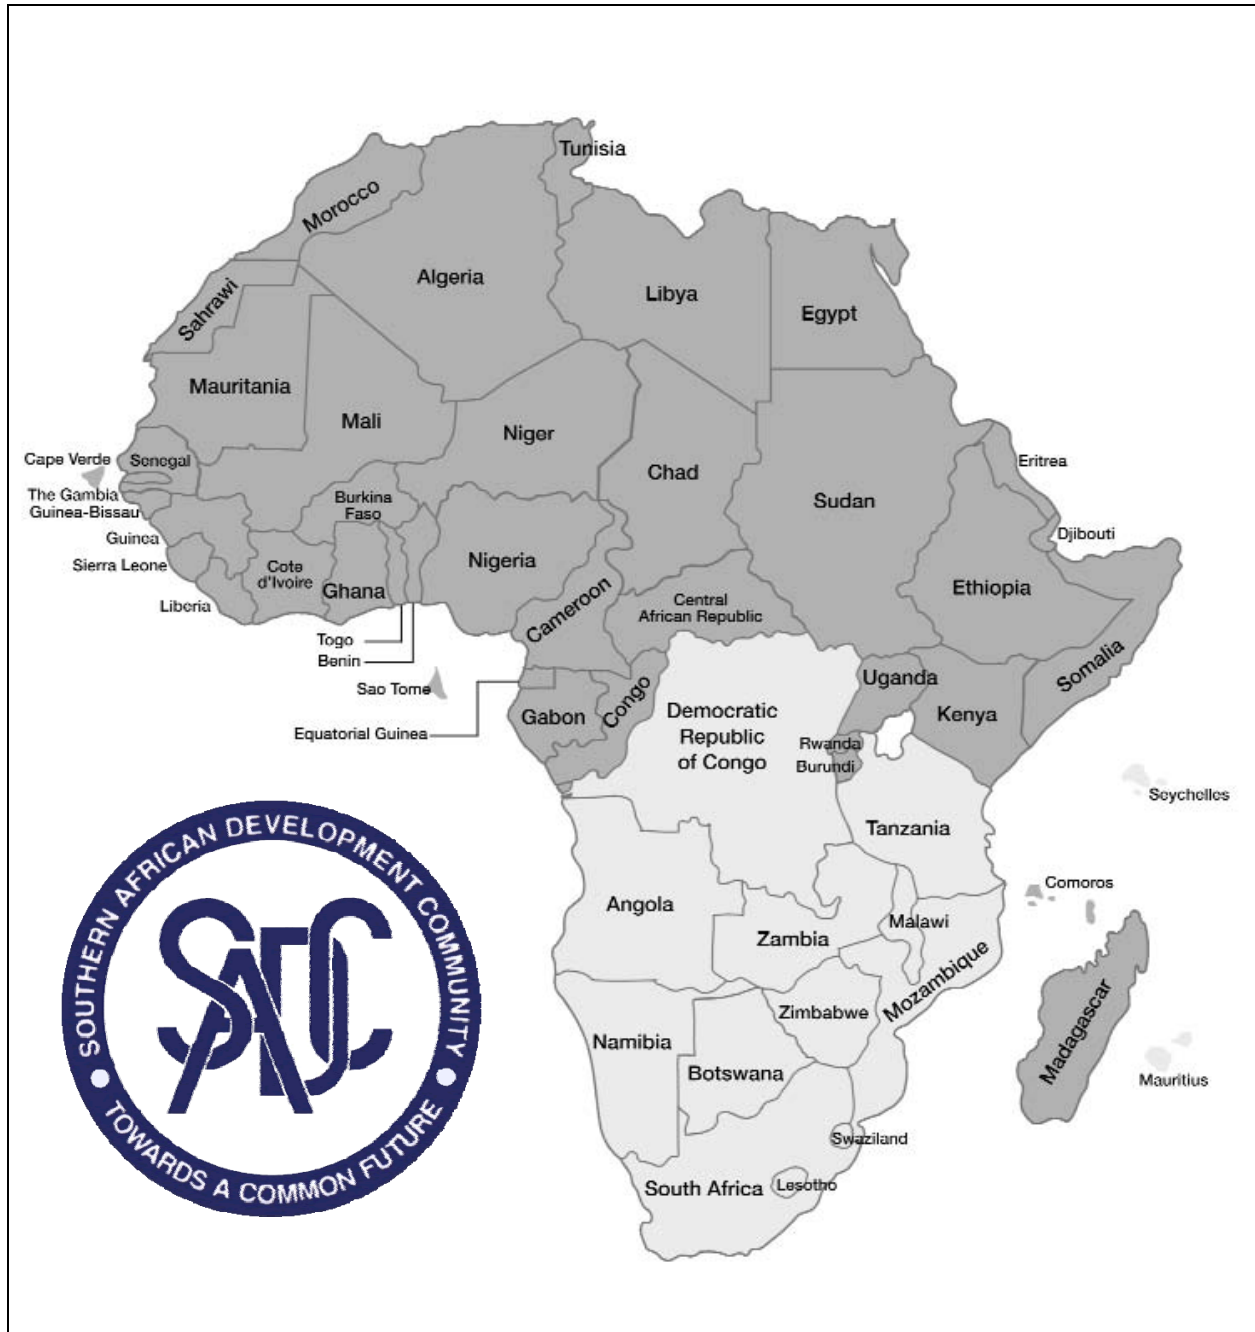 Tunisia
Morocco
Algeria
Libya
Egypt
Sahrawi
Mauritania
Mali
Niger
Chad
Sudan
Eritrea
Cape Verde
Senegal
The Gambia
Guinea-Bissau
Burkina
Faso
Djibouti
Guinea
Sierra Leone
Cote
d'Ivoire
Ghana
Nigeria
Ethiopia
Liberia
Cameroon
Central
African Republic
Togo
Benin
Somalia
Sao Tome
Uganda
Kenya
Gabon
Congo
Equatorial Guinea
Democratic
Republic
of Congo
Rwanda
Burundi
Seychelles
Tanzania
Comoros
Angola
Malawi
Zambia
Mozambique
Zimbabwe
Namibia
Botswana
Madagascar
Mauritius
Swaziland
South Africa
Lesotho
SOUTHERN AFRICAN DEVELOPMENT COMMUNITY
SADC
TOWARDS A COMMON FUTURE